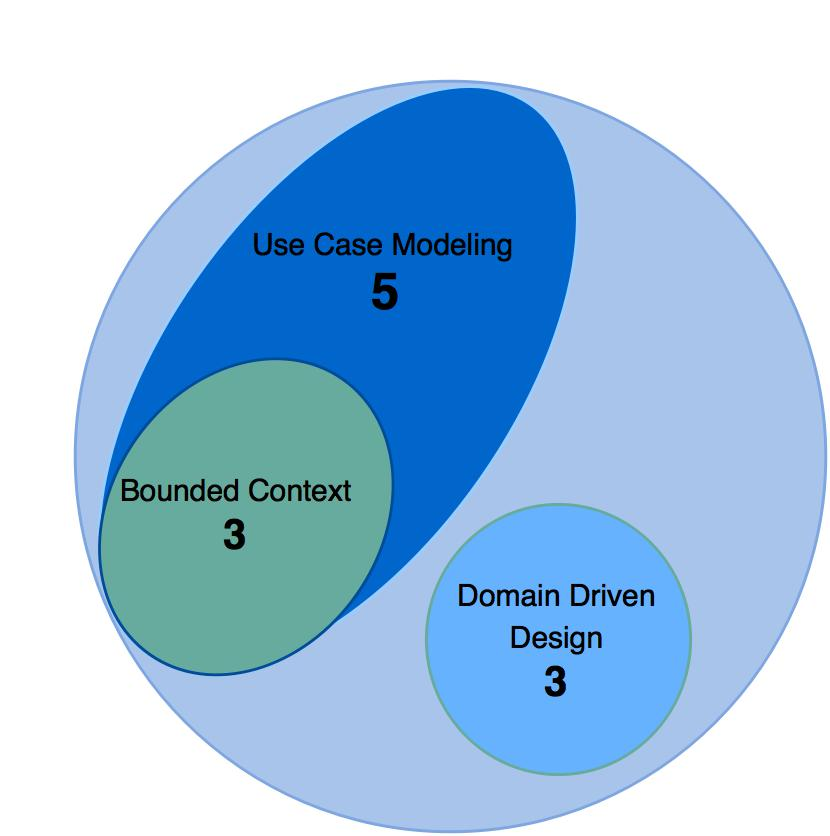 Use Case Modeling
5
Bounded Context
3
Domain Driven
Design
3